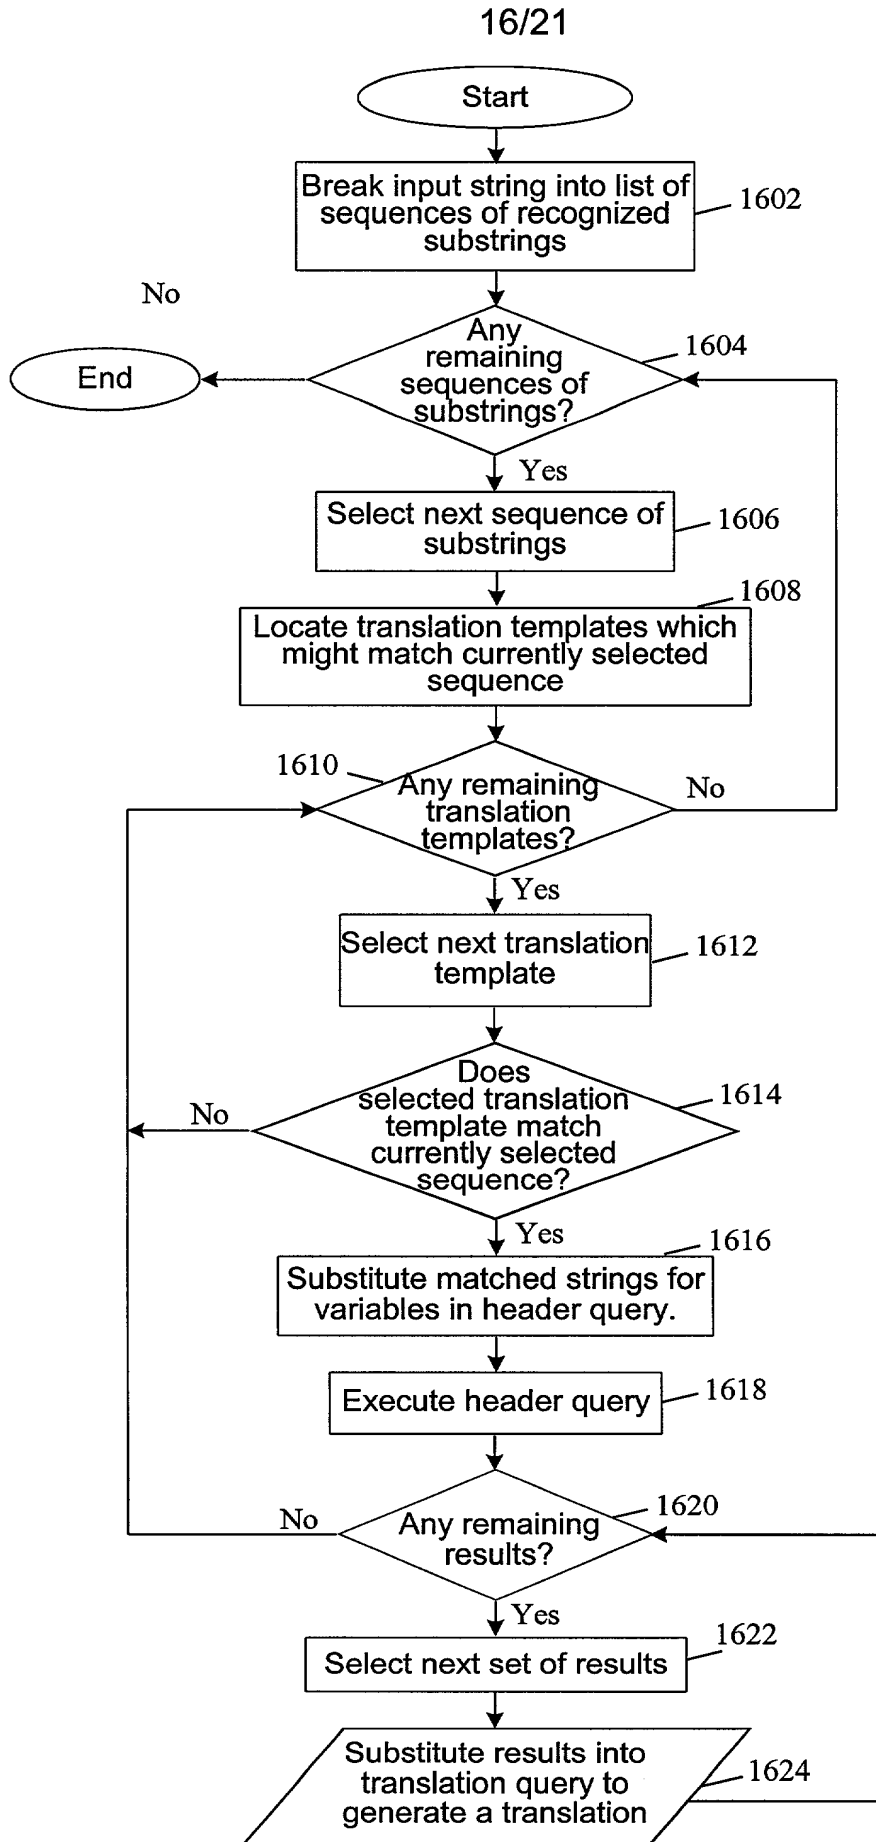 16/21
Start
Break input string into list of
sequences of recognized
substrings
1602
No
Any
remaining
sequences of
substrings?
1604
End
Yes
Select next sequence of
substrings
1606
1608
Locate translation templates which
might match currently selected
sequence
1610
Any remaining
translation
templates?
No
Yes
Select next translation
template
1612
Does
selected translation
template match
currently selected
sequence?
1614
No
Yes
1616
Substitute matched strings for
variables in header query.
Execute header query
1618
1620
Any remaining
results?
No
Yes
1622
Select next set of results
Substitute results into
translation query to
generate a translation
1624